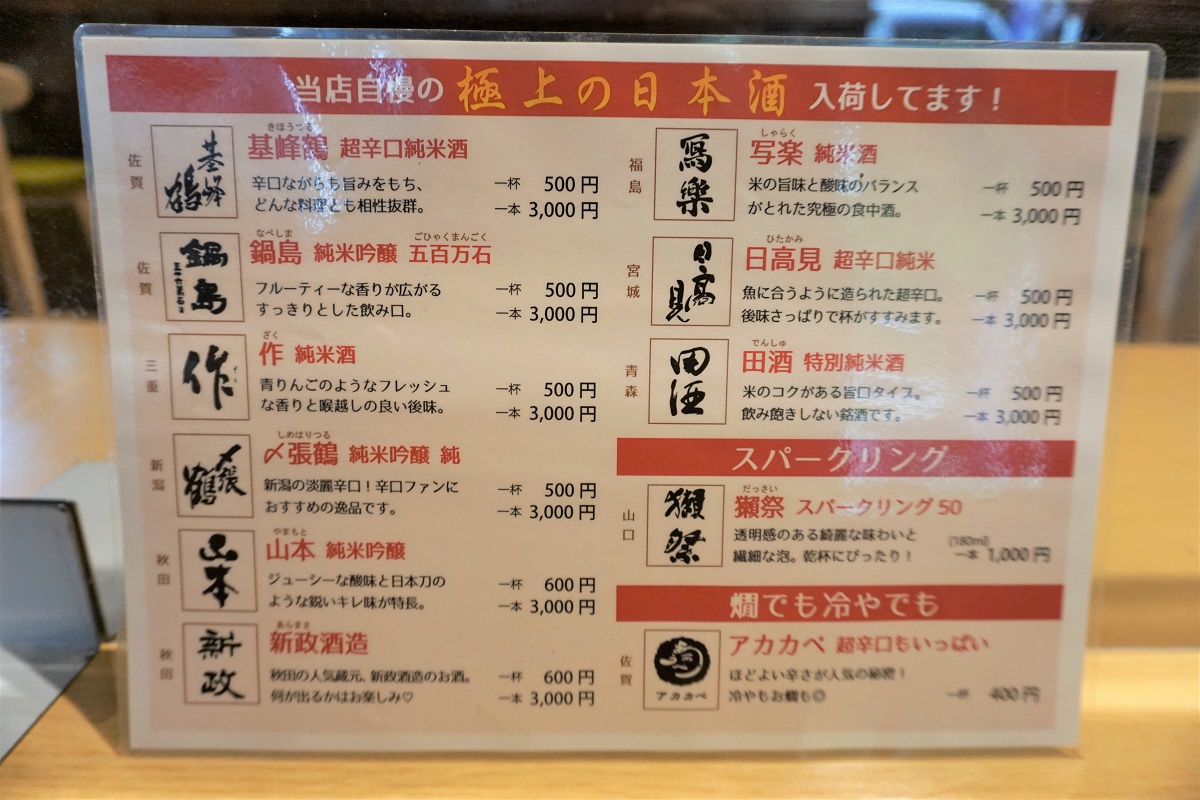 当店自慢の 極上の日本酒 入荷してます！
佐賀
基峰鶴
きほうつる
基峰鶴 超辛口純米酒
辛口ながらも旨みをもち、 一杯 500円
どんな料理とも相性抜群。 一本 3,000円
佐賀
鍋島
なべしま ごひゃくまんごく
鍋島 純米吟醸 五百万石
フルーティーな香りが広がる 一杯 500円
すっきりとした飲み口。 一本 3,000円
三重
作
ざく
作 純米酒
青りんごのようなフレッシュ 一杯 500円
な香りと喉越しの良い後味。 一本 3,000円
新潟
〆張鶴
しめはりつる
〆張鶴 純米吟醸 純
新潟の淡麗辛口！辛口ファンに 一杯 500円
おすすめの逸品です。 一本 3,000円
秋田
山本
やまもと
山本 純米吟醸
ジューシーな酸味と日本刀の 一杯 600円
ような鋭いキレ味が特長。 一本 3,000円
秋田
新政
あらまさ
新政酒造
秋田の人気蔵元、新政酒造のお酒。 一杯 600円
何が出るかはお楽しみ♡ 一本 3,000円
福島
寫樂
しゃらく
写楽 純米酒
米の旨味と酸味のバランス 一杯 500円
がとれた究極の食中酒。 一本 3,000円
宮城
日高見
ひたかみ
日高見 超辛口純米
魚に合うように造られた超辛口。 一杯 500円
後味さっぱりで杯がすすみます。 一本 3,000円
青森
田酒
でんしゅ
田酒 特別純米酒
米のコクがある旨口タイプ。 一杯 500円
飲み飽きしない銘酒です。 一本 3,000円
スパークリング
山口
獺祭
だっさい
獺祭 スパークリング50
透明感のある綺麗な味わいと (180ml)
繊細な泡。乾杯にぴったり！ 一本 1,000円
燗でも冷やでも
佐賀
アカカベ
アカカベ 超辛口もいっぱい
ほどよい辛さが人気の秘密！
冷やもお燗も◎ 一杯 400円